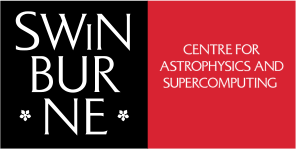 SWiN
BUR
* NE *
CENTRE FOR
ASTROPHYSICS AND
SUPERCOMPUTING